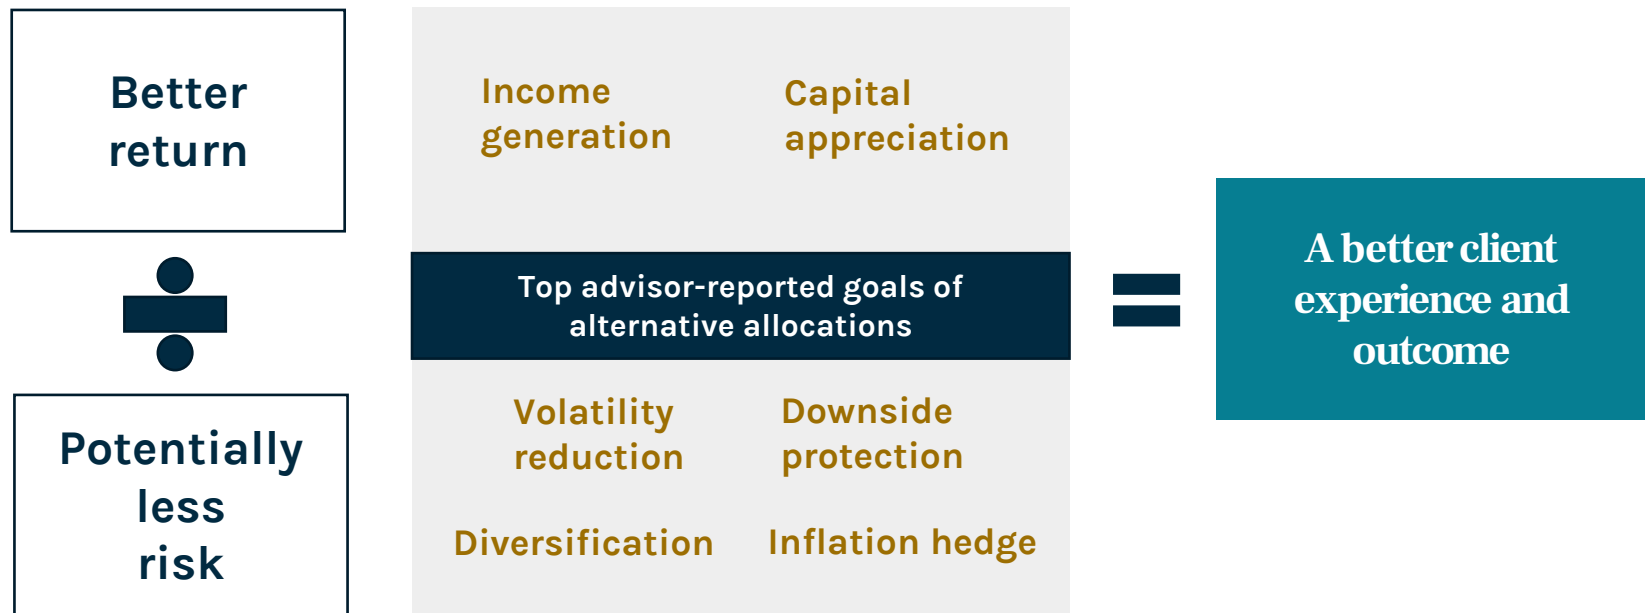 Better
return
Potentially
less
risk
Income
generation
Capital
appreciation
Top advisor-reported goals of
alternative allocations
Volatility
reduction
Downside
protection
Diversification
Inflation hedge
A better client
experience and
outcome